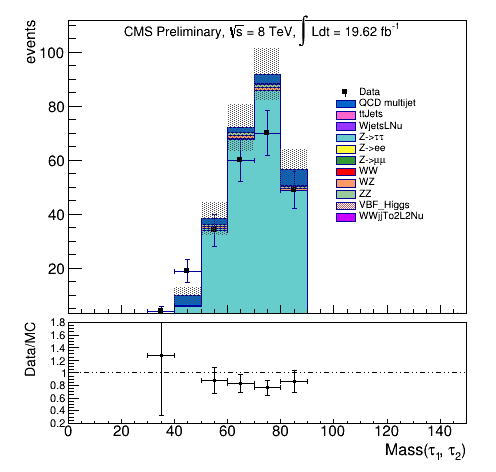 CMS Preliminary, √s = 8 TeV, ∫ Ldt = 19.62 fb⁻¹
events
100
80
60
40
20
Data
QCD multijet
ttJets
WjetsLNu
Z->ττ
Z->ee
Z->μμ
WW
WZ
ZZ
VBF_Higgs
WWjjTo2L2Nu
Data/MC
1.8
1.6
1.4
1.2
1
0.8
0.6
0.4
0.2
0 20 40 60 80 100 120 140
Mass(τ₁, τ₂)